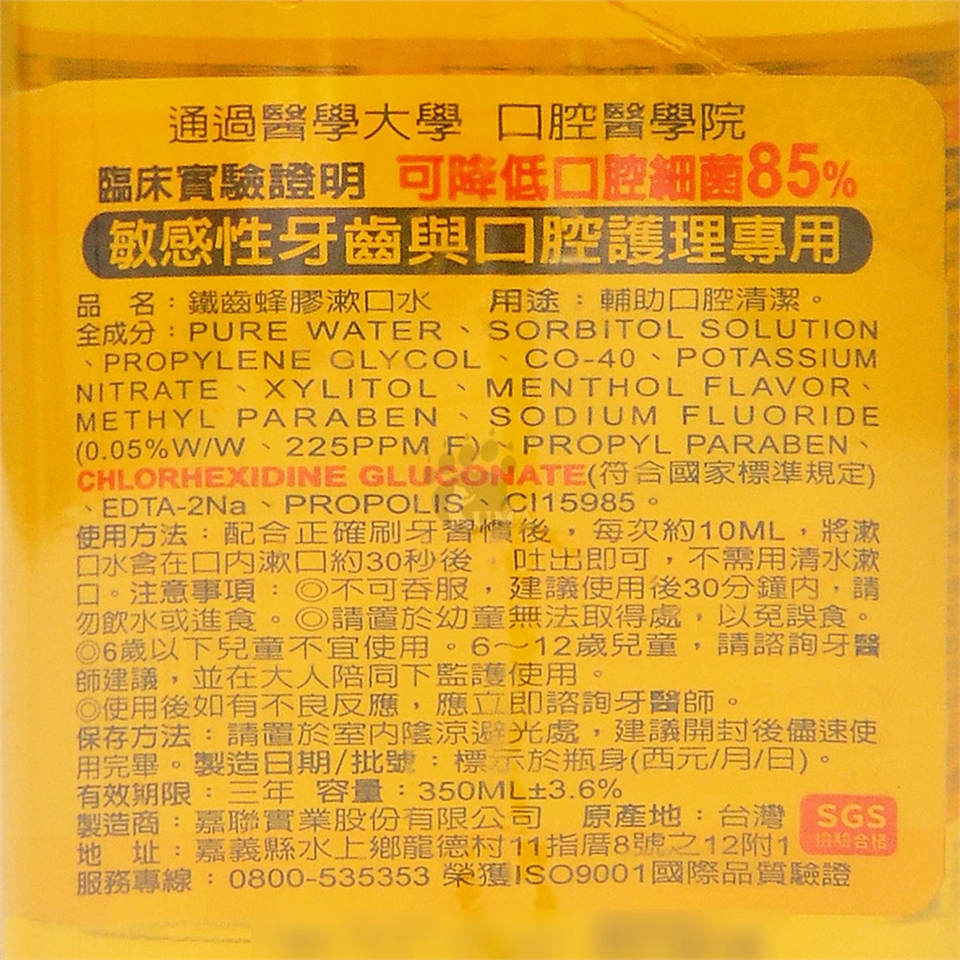 通過醫學大學 口腔醫學院
臨床實驗證明 可降低口腔細菌85%
敏感性牙齒與口腔護理專用
品 名：鐵齒蜂膠漱口水 用途：輔助口腔清潔。
全成分：PURE WATER、SORBITOL SOLUTION
、PROPYLENE GLYCOL、CO-40、POTASSIUM
NITRATE、XYLITOL、MENTHOL FLAVOR、
METHYL PARABEN、SODIUM FLUORIDE
(0.05%W/W、225PPM F)、PROPYL PARABEN、
CHLORHEXIDINE GLUCONATE(符合國家標準規定)
、EDTA-2Na、PROPOLIS、CI15985。
使用方法：配合正確刷牙習慣後，每次約10ML，將漱
口水含在口內漱口約30秒後，吐出即可，不需用清水漱
口。注意事項：◎不可吞服，建議使用後30分鐘內，請
勿飲水或進食。◎請置於幼童無法取得處，以免誤食。
◎6歲以下兒童不宜使用。6～12歲兒童，請諮詢牙醫
師建議，並在大人陪同下監護使用。
◎使用後如有不良反應，應立即諮詢牙醫師。
保存方法：請置於室內陰涼避光處，建議開封後儘速使
用完畢。製造日期/批號：標示於瓶身(西元/月/日)。
有效期限：三年 容量：350ML±3.6%
製造商：嘉聯實業股份有限公司 原產地：台灣
SGS
檢驗合格
地 址：嘉義縣水上鄉龍德村11指厝8號之12附1
服務專線：0800-535353 榮獲ISO9001國際品質驗證